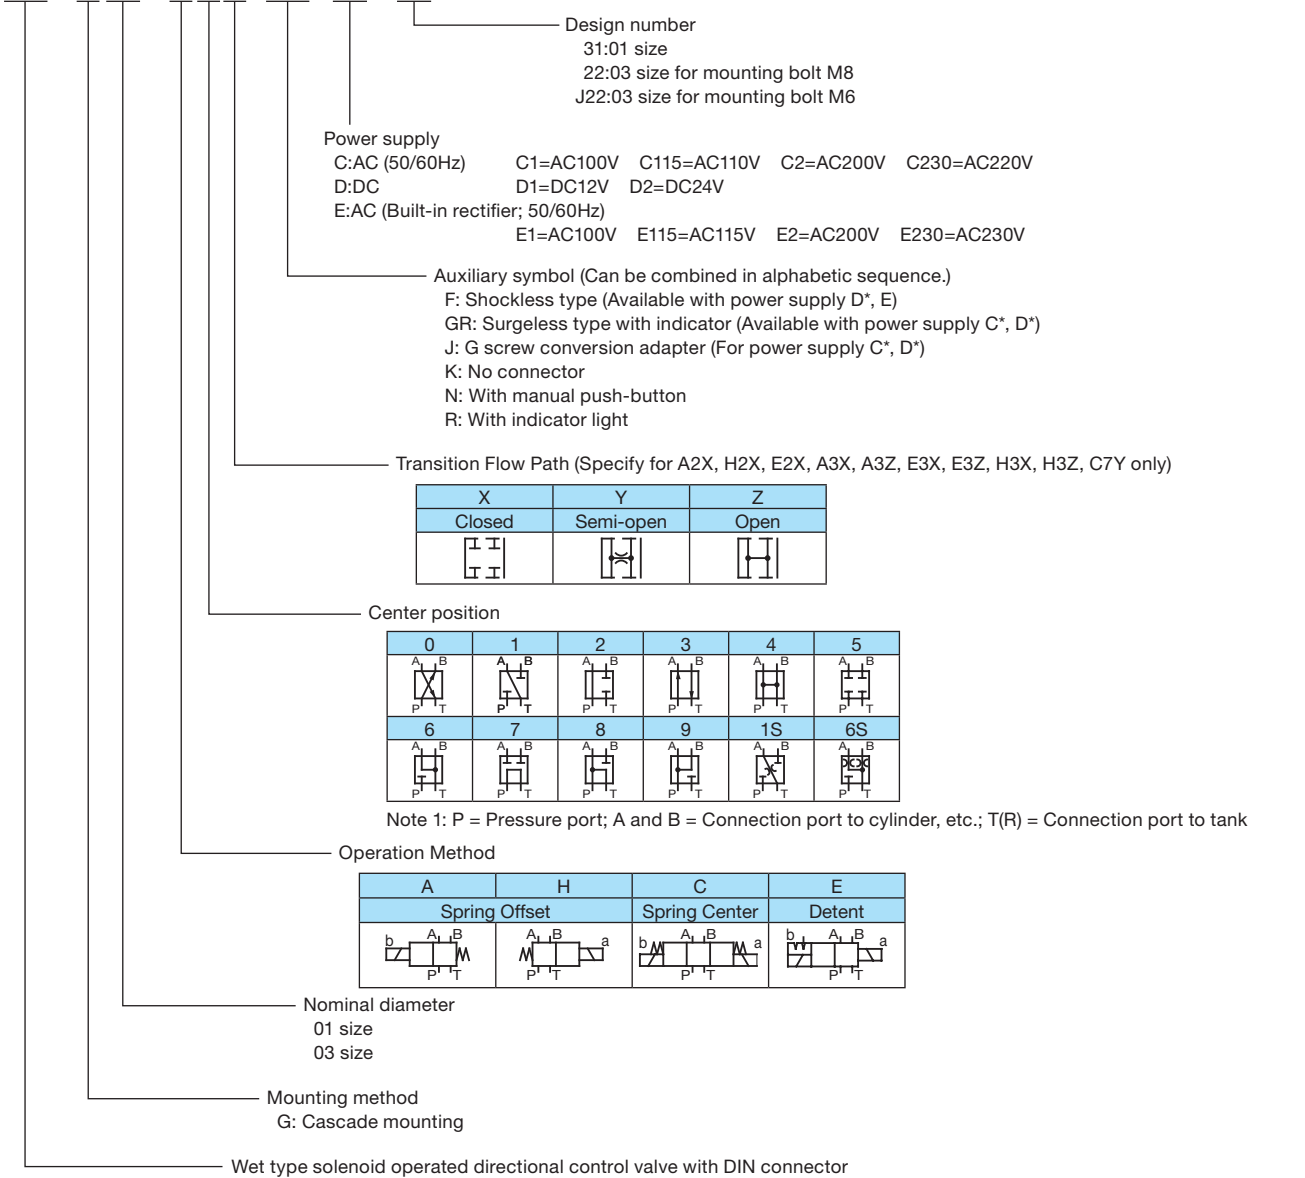 Design number
31:01 size
22:03 size for mounting bolt M8
J22:03 size for mounting bolt M6
Power supply
C:AC (50/60Hz) C1=AC100V C115=AC110V C2=AC200V C230=AC220V
D:DC D1=DC12V D2=DC24V
E:AC (Built-in rectifier; 50/60Hz)
E1=AC100V E115=AC115V E2=AC200V E230=AC230V
Auxiliary symbol (Can be combined in alphabetic sequence.)
F: Shockless type (Available with power supply D*, E)
GR: Surgeless type with indicator (Available with power supply C*, D*)
J: G screw conversion adapter (For power supply C*, D*)
K: No connector
N: With manual push-button
R: With indicator light
Transition Flow Path (Specify for A2X, H2X, E2X, A3X, A3Z, E3X, E3Z, H3X, H3Z, C7Y only)
X Y Z
Closed Semi-open Open
Center position
0 1 2 3 4 5
A B A B A B A B A B A B
P T P T P T P T P T P T
6 7 8 9 1S 6S
A B A B A B A B A B A B
P T P T P T P T P T P T
Note 1: P = Pressure port; A and B = Connection port to cylinder, etc.; T(R) = Connection port to tank
Operation Method
A H C E
Spring Offset Spring Center Detent
b A B A B a b A B a b A B a
P T P T P T P T
Nominal diameter
01 size
03 size
Mounting method
G: Cascade mounting
Wet type solenoid operated directional control valve with DIN connector